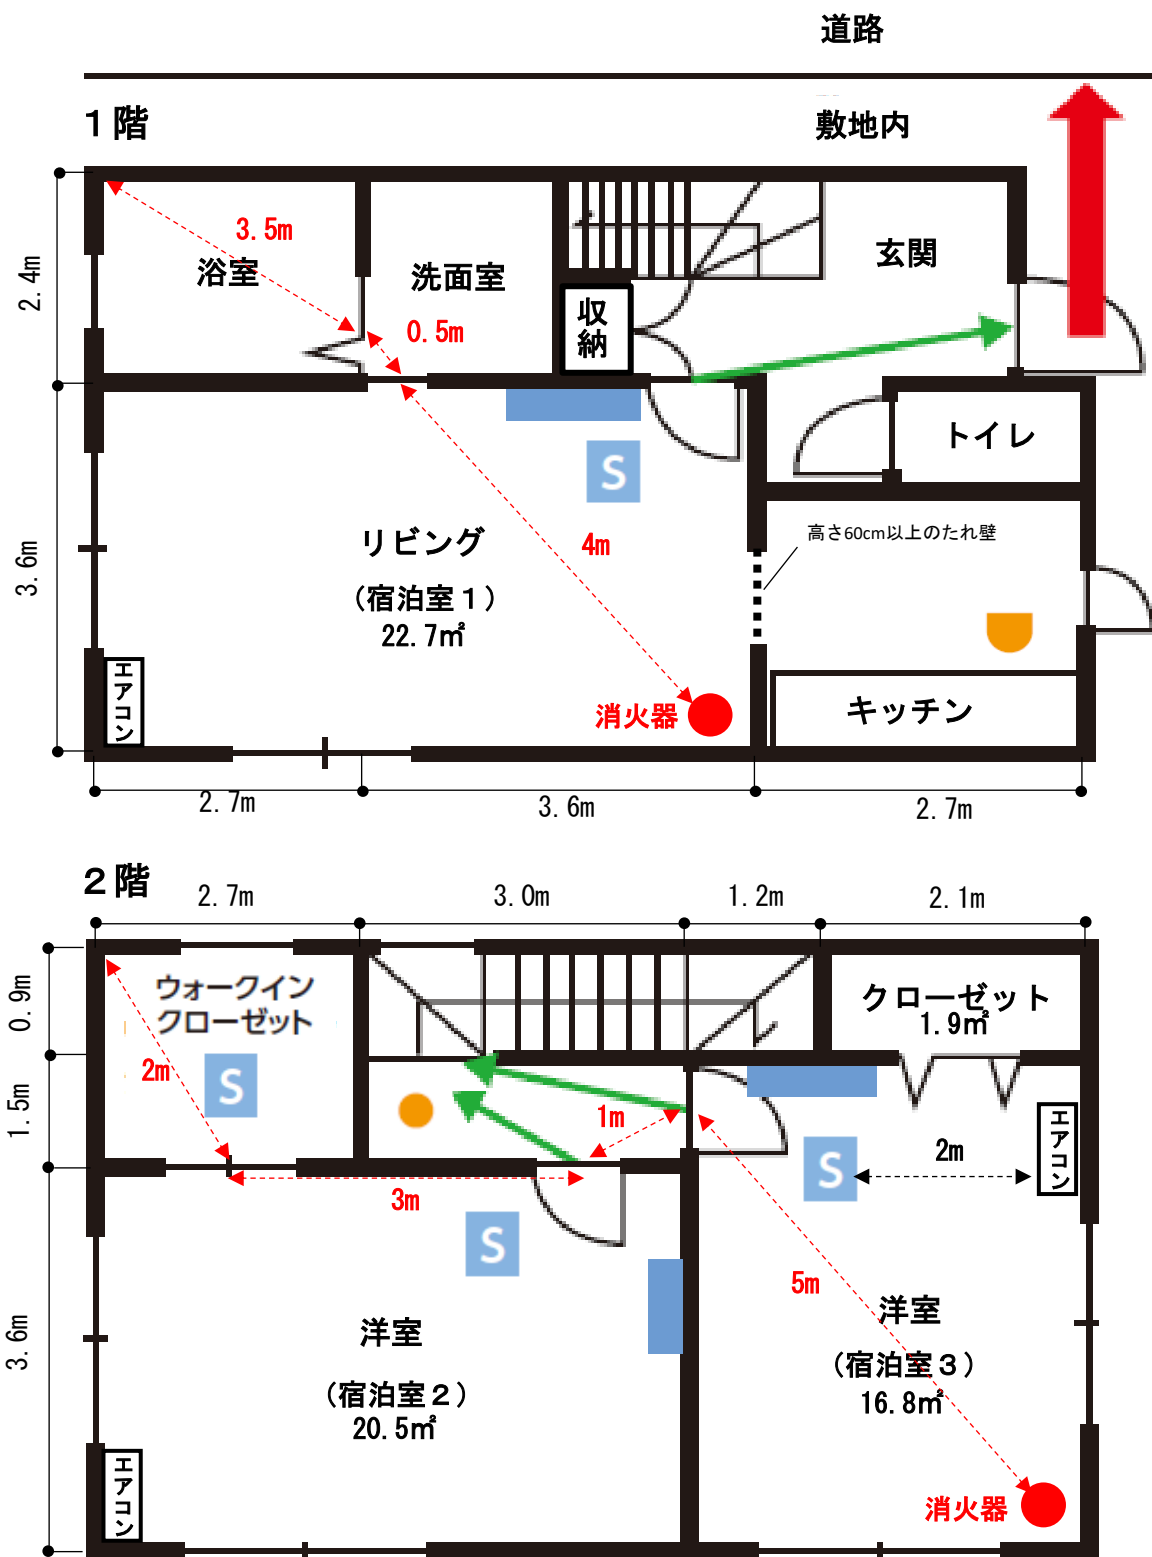 道路
1階
敷地内
3.5m
浴室
洗面室
0.5m
収
納
玄関
2.4m
トイレ
S
高さ60cm以上のたれ壁
リビング
4m
(宿泊室1)
22.7㎡
3.6m
エアコン
消火器
キッチン
2.7m
3.6m
2.7m
2階
2.7m
3.0m
1.2m
2.1m
0.9m
ウォークイン
クローゼット
クローゼット
1.9㎡
2m
S
1.5m
1m
エアコン
S
2m
3m
S
5m
3.6m
洋室
(宿泊室2)
20.5㎡
洋室
(宿泊室3)
16.8㎡
エアコン
消火器